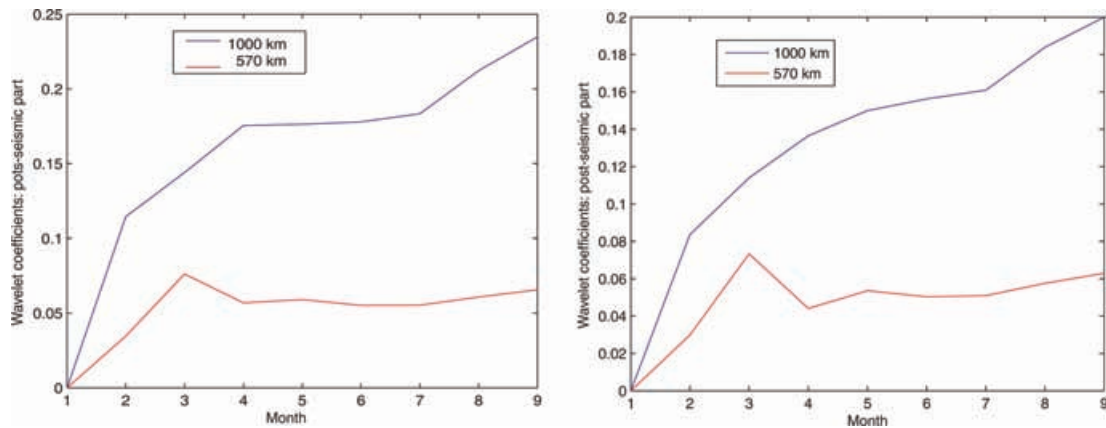 0.25
0.2
0.15
0.1
0.05
0
Wavelet coefficients: pots-seismic part
1000 km
570 km
1 2 3 4 5 6 7 8 9
Month
0.2
0.18
0.16
0.14
0.12
0.1
0.08
0.06
0.04
0.02
0
Wavelet coefficients: post-seismic part
1000 km
570 km
1 2 3 4 5 6 7 8 9
Month